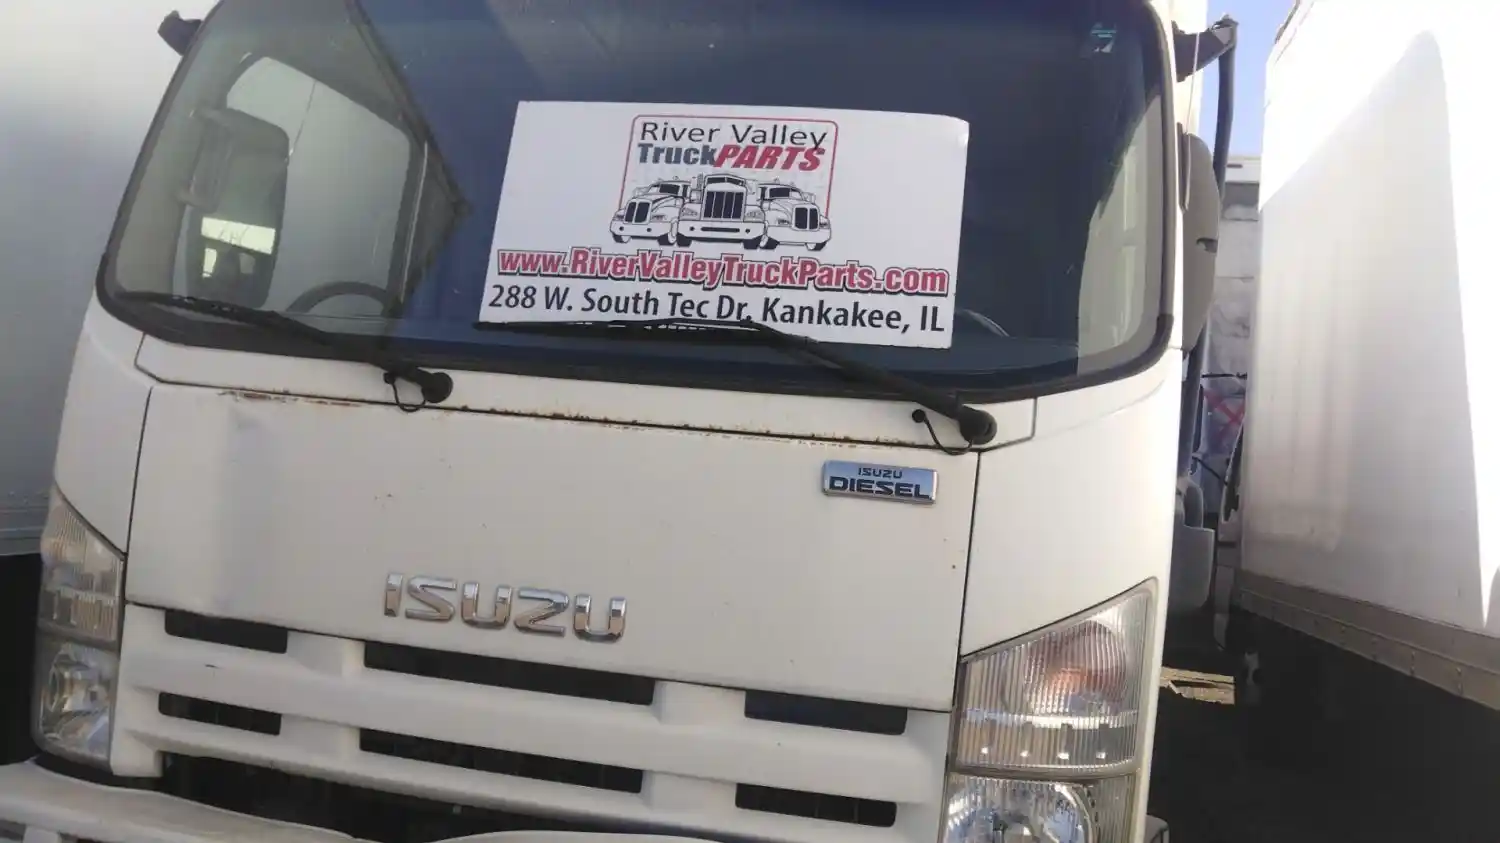 River Valley
TruckPARTS
www.RiverValleyTruckParts.com
288 W. South Tec Dr, Kankakee, IL
ISUZU
DIESEL
ISUZU